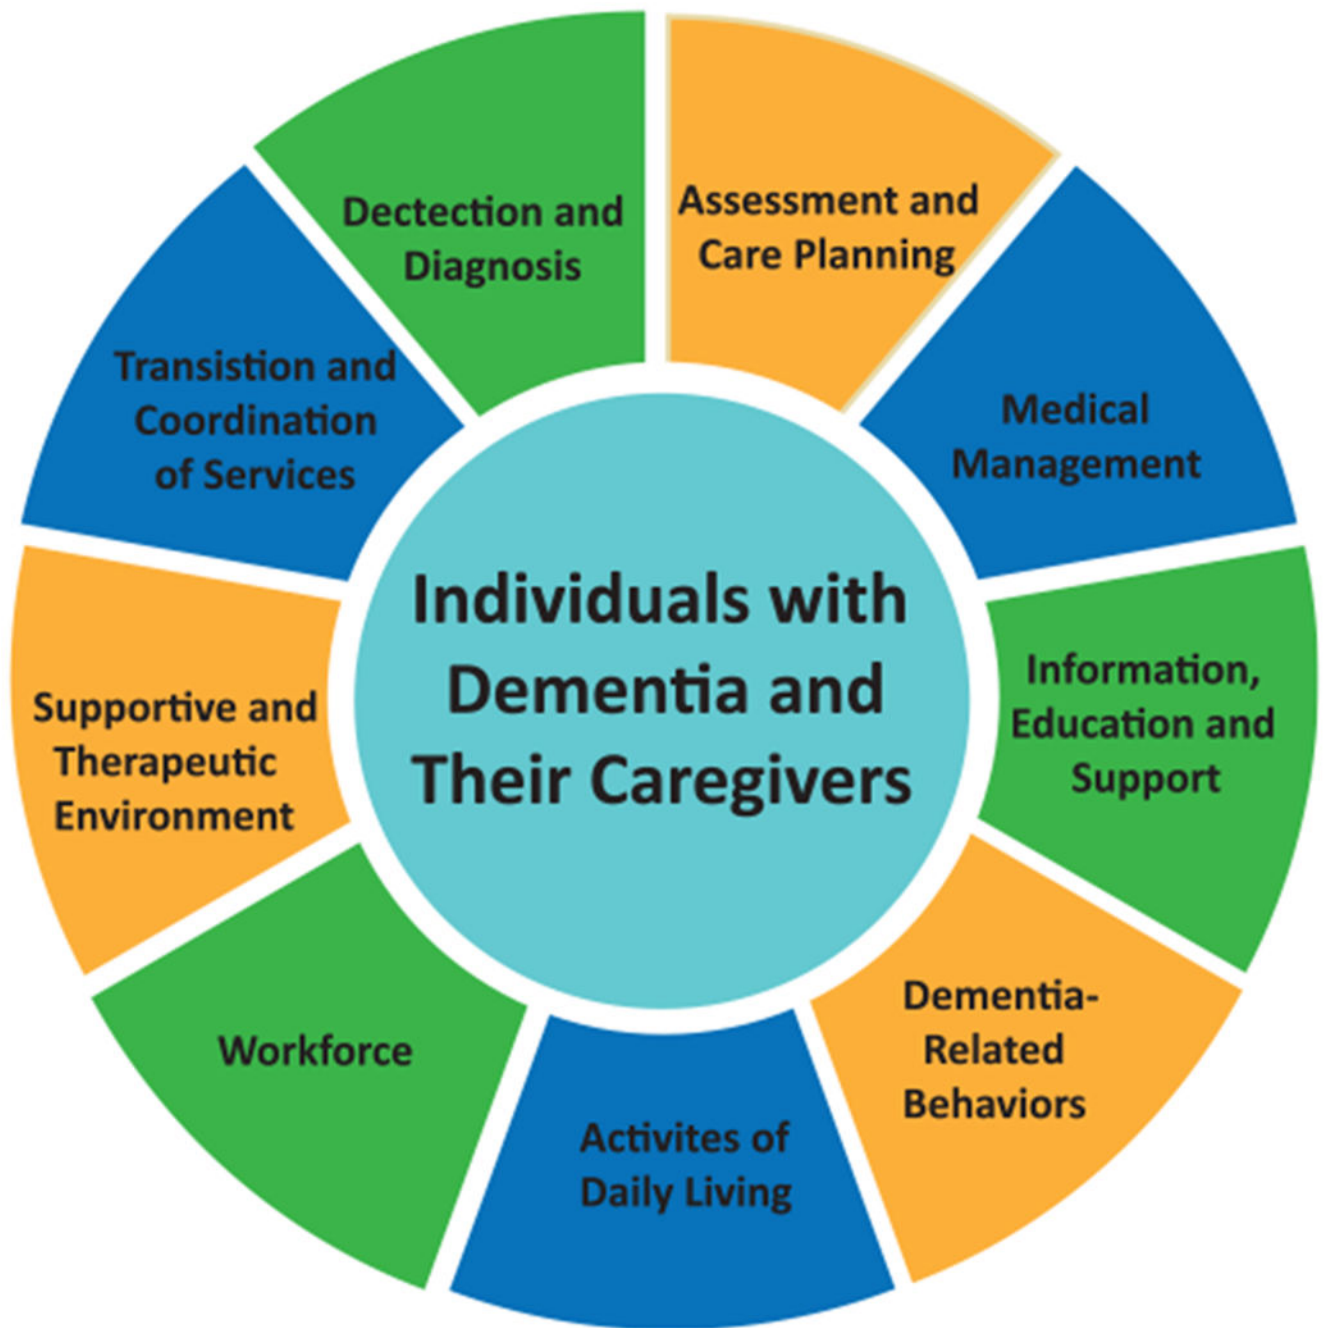 Dectection and
Diagnosis
Assessment and
Care Planning
Medical
Management
Information,
Education and
Support
Dementia-
Related
Behaviors
Activites of
Daily Living
Workforce
Supportive and
Therapeutic
Environment
Transistion and
Coordination
of Services
Individuals with
Dementia and
Their Caregivers